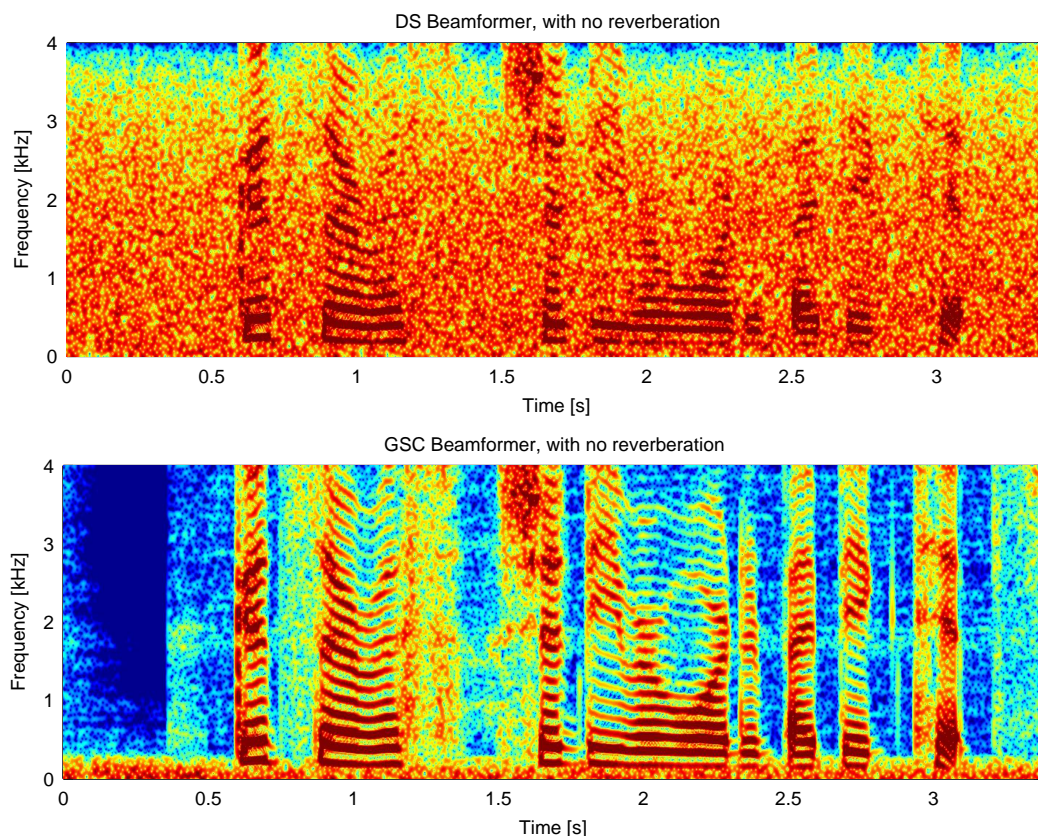 DS Beamformer, with no reverberation
4
3
2
1
0
Frequency [kHz]
0 0.5 1 1.5 2 2.5 3
Time [s]
GSC Beamformer, with no reverberation
4
3
2
1
0
Frequency [kHz]
0 0.5 1 1.5 2 2.5 3
Time [s]